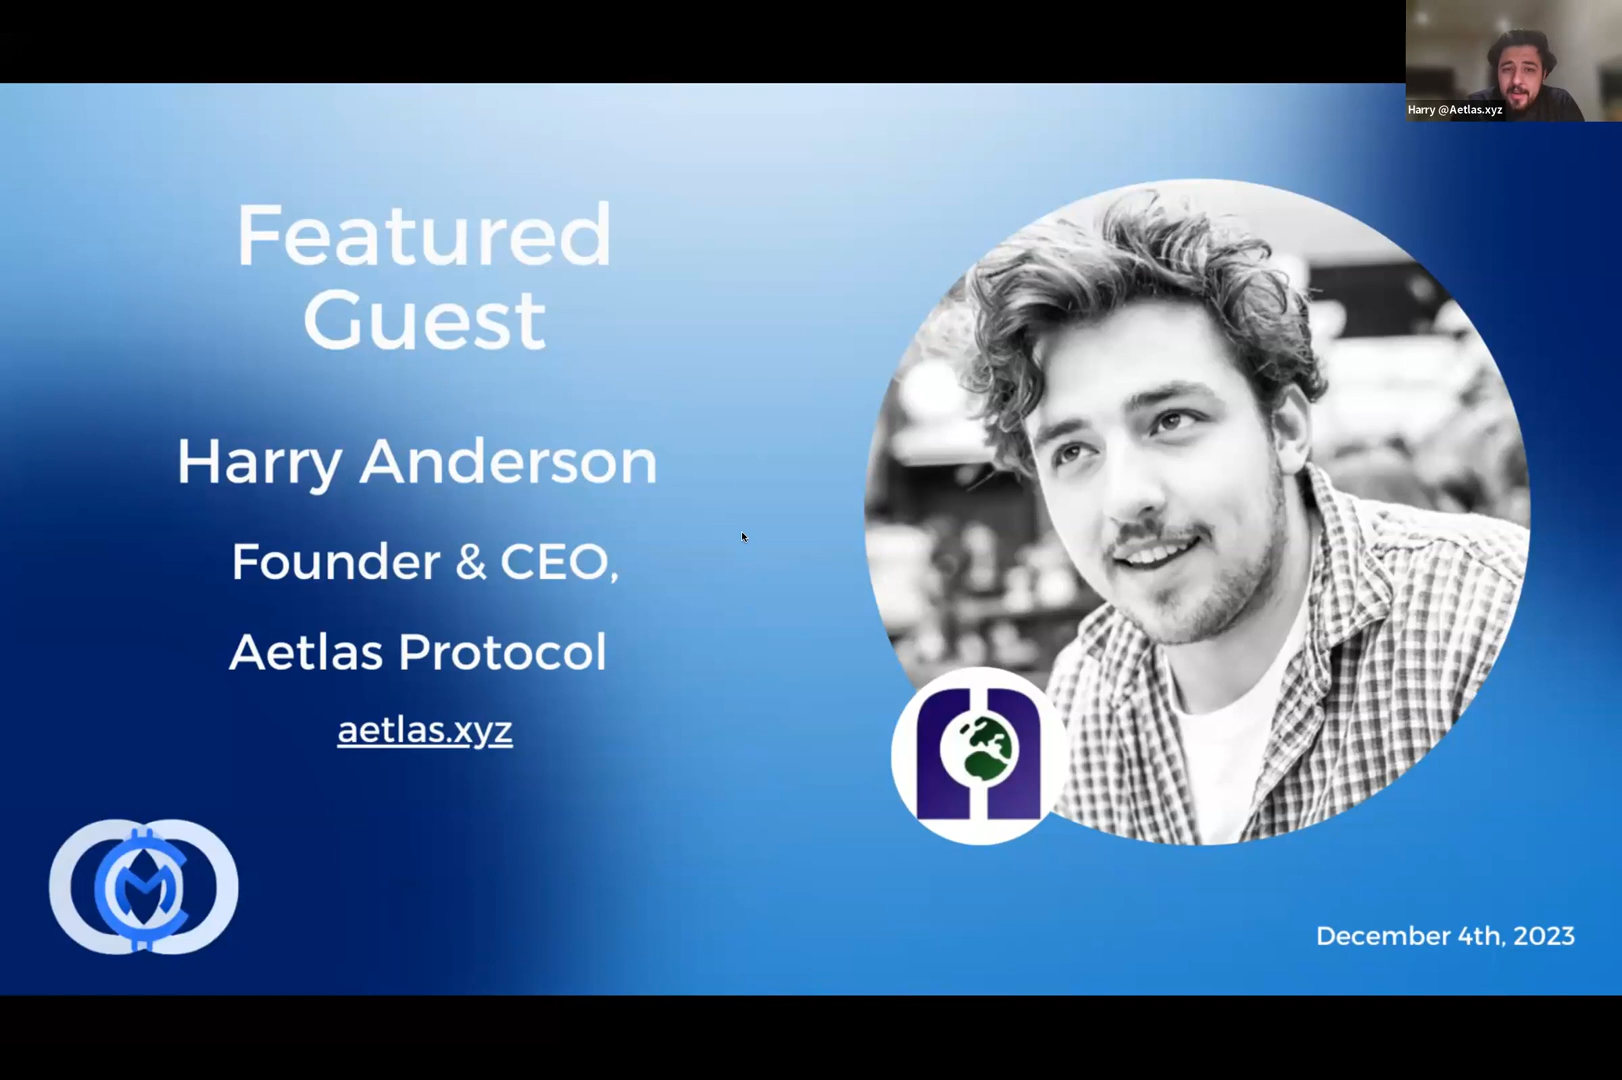 Harry @Aetlas.xyz
Featured
Guest
Harry Anderson
Founder & CEO,
Aetlas Protocol
aetlas.xyz
December 4th, 2023